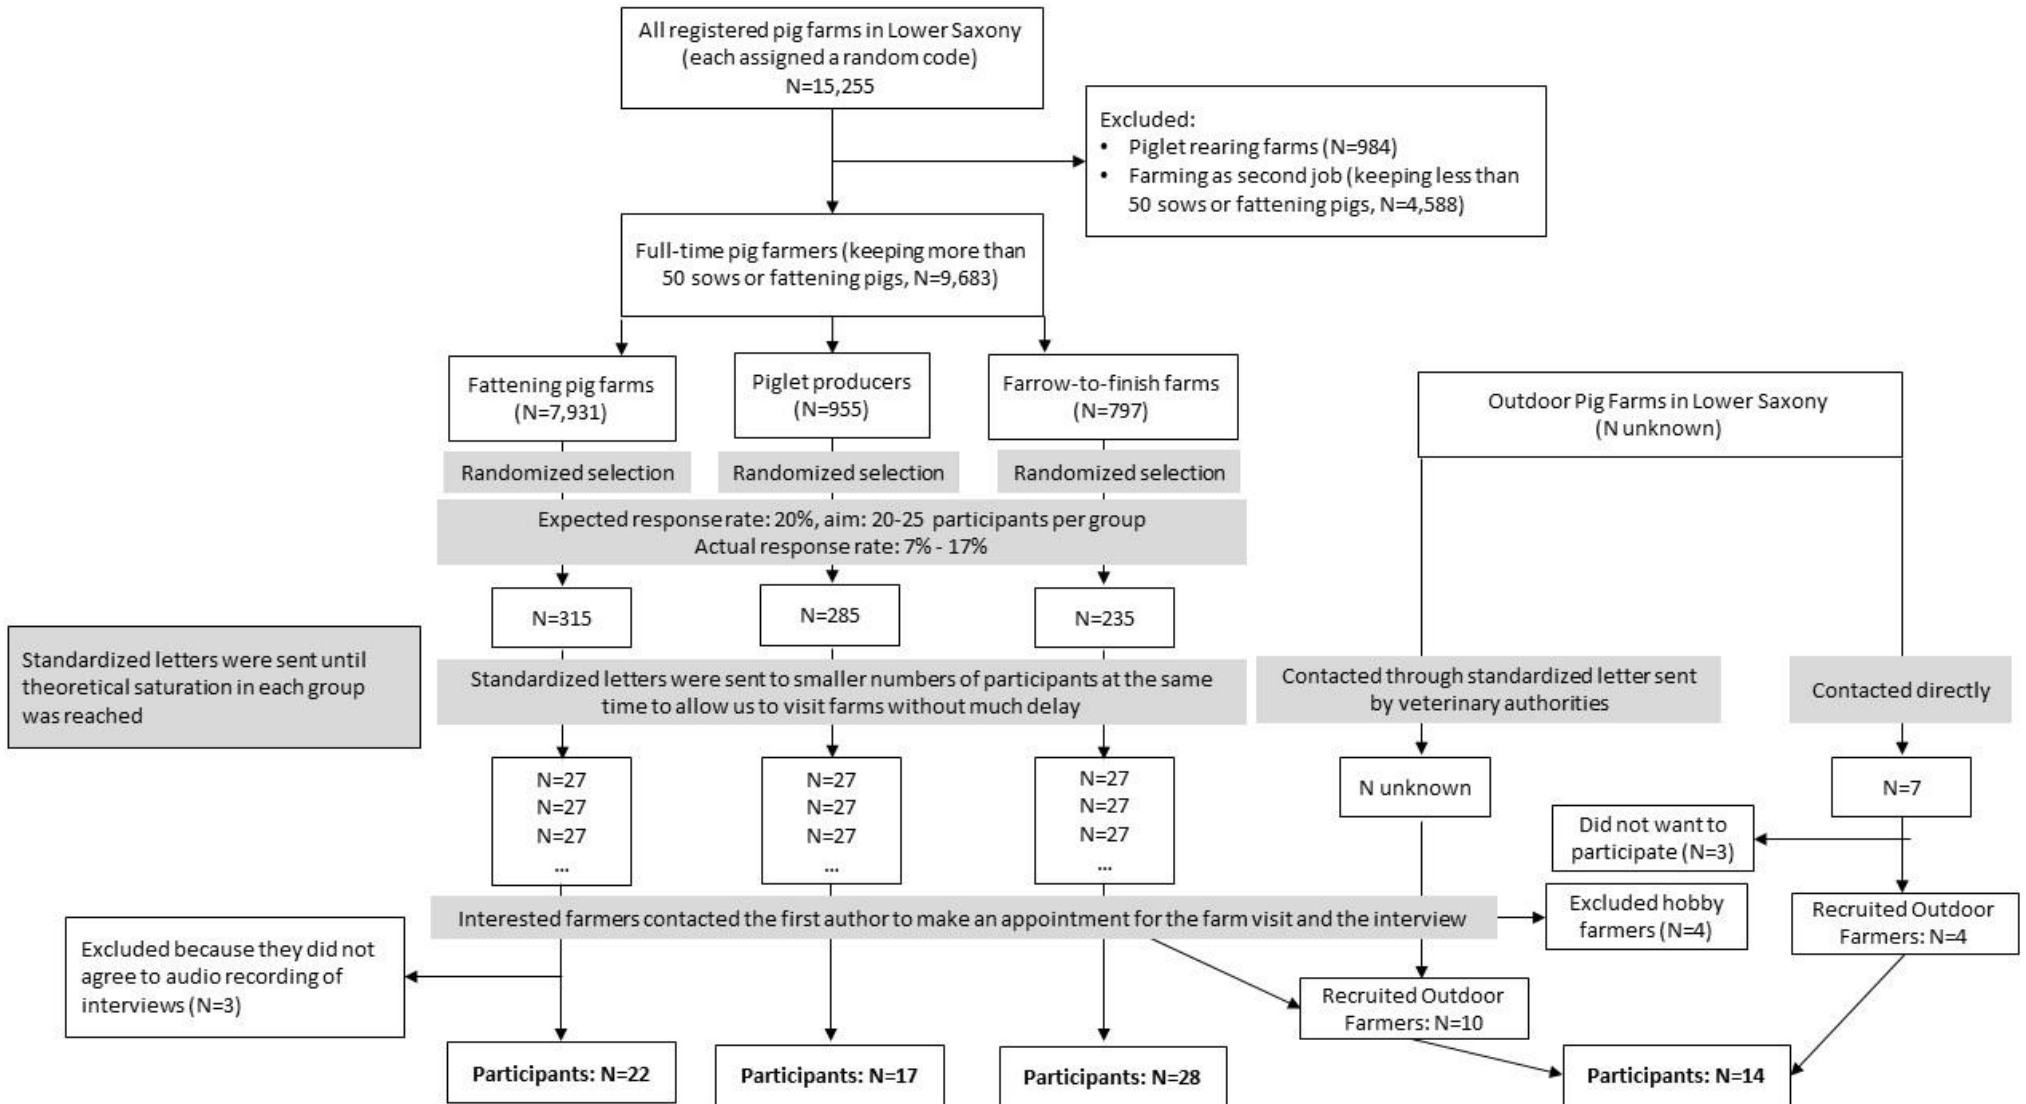 All registered pig farms in Lower Saxony
(each assigned a random code)
N=15,255
Excluded:
• Piglet rearing farms (N=984)
• Farming as second job (keeping less than
50 sows or fattening pigs, N=4,588)
Full-time pig farmers (keeping more than
50 sows or fattening pigs, N=9,683)
Fattening pig farms
(N=7,931)
Piglet producers
(N=955)
Farrow-to-finish farms
(N=797)
Outdoor Pig Farms in Lower Saxony
(N unknown)
Randomized selection
Randomized selection
Randomized selection
Expected response rate: 20%, aim: 20-25 participants per group
Actual response rate: 7% - 17%
N=315
N=285
N=235
Standardized letters were sent until
theoretical saturation in each group
was reached
Standardized letters were sent to smaller numbers of participants at the same
time to allow us to visit farms without much delay
Contacted through standardized letter sent
by veterinary authorities
Contacted directly
N=27
N=27
N=27
...
N=27
N=27
N=27
...
N=27
N=27
N=27
...
N unknown
N=7
Did not want to
participate (N=3)
Interested farmers contacted the first author to make an appointment for the farm visit and the interview
Excluded hobby
farmers (N=4)
Recruited Outdoor
Farmers: N=4
Excluded because they did not
agree to audio recording of
interviews (N=3)
Recruited Outdoor
Farmers: N=10
Participants: N=22
Participants: N=17
Participants: N=28
Participants: N=14